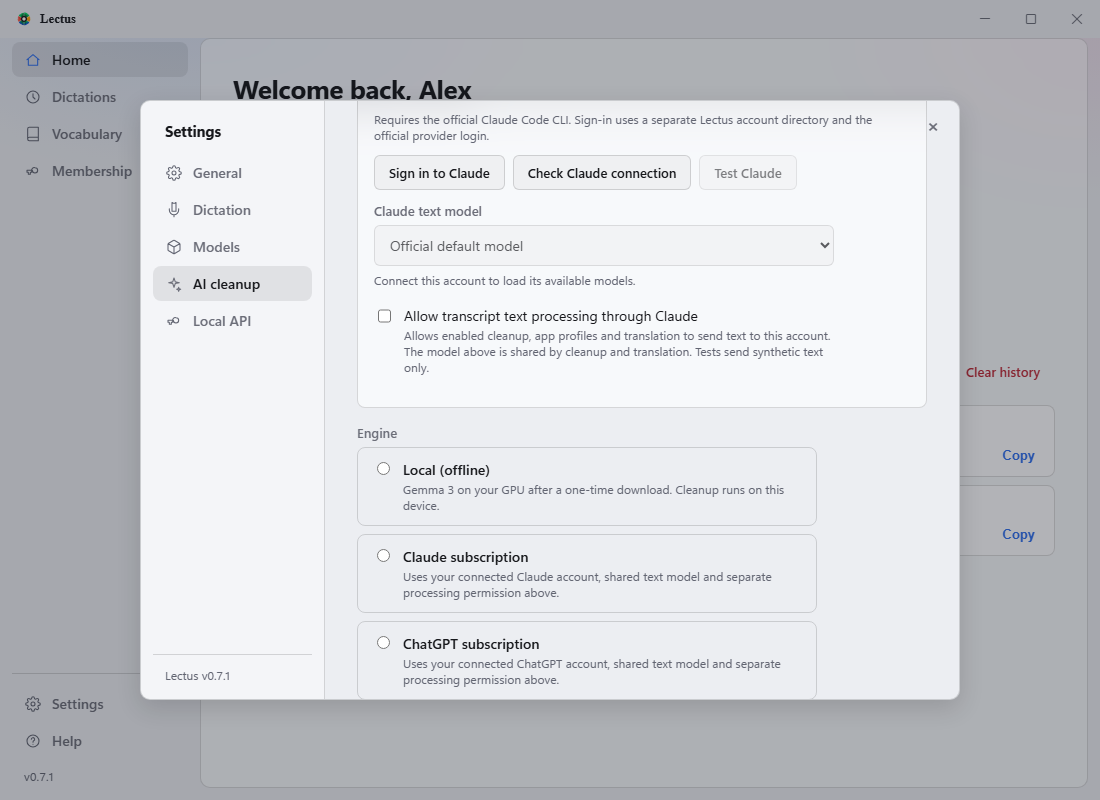 Lectus
Home
Dictations
Vocabulary
Membership
Settings
Help
v0.7.1
Welcome back, Alex
Clear history
Copy
Copy
Settings
General
Dictation
Models
AI cleanup
Local API
Lectus v0.7.1
Requires the official Claude Code CLI. Sign-in uses a separate Lectus account directory and the
official provider login.
Sign in to Claude
Check Claude connection
Test Claude
Claude text model
Official default model
Connect this account to load its available models.
Allow transcript text processing through Claude
Allows enabled cleanup, app profiles and translation to send text to this account.
The model above is shared by cleanup and translation. Tests send synthetic text
only.
Engine
Local (offline)
Gemma 3 on your GPU after a one-time download. Cleanup runs on this
device.
Claude subscription
Uses your connected Claude account, shared text model and separate
processing permission above.
ChatGPT subscription
Uses your connected ChatGPT account, shared text model and separate
processing permission above.